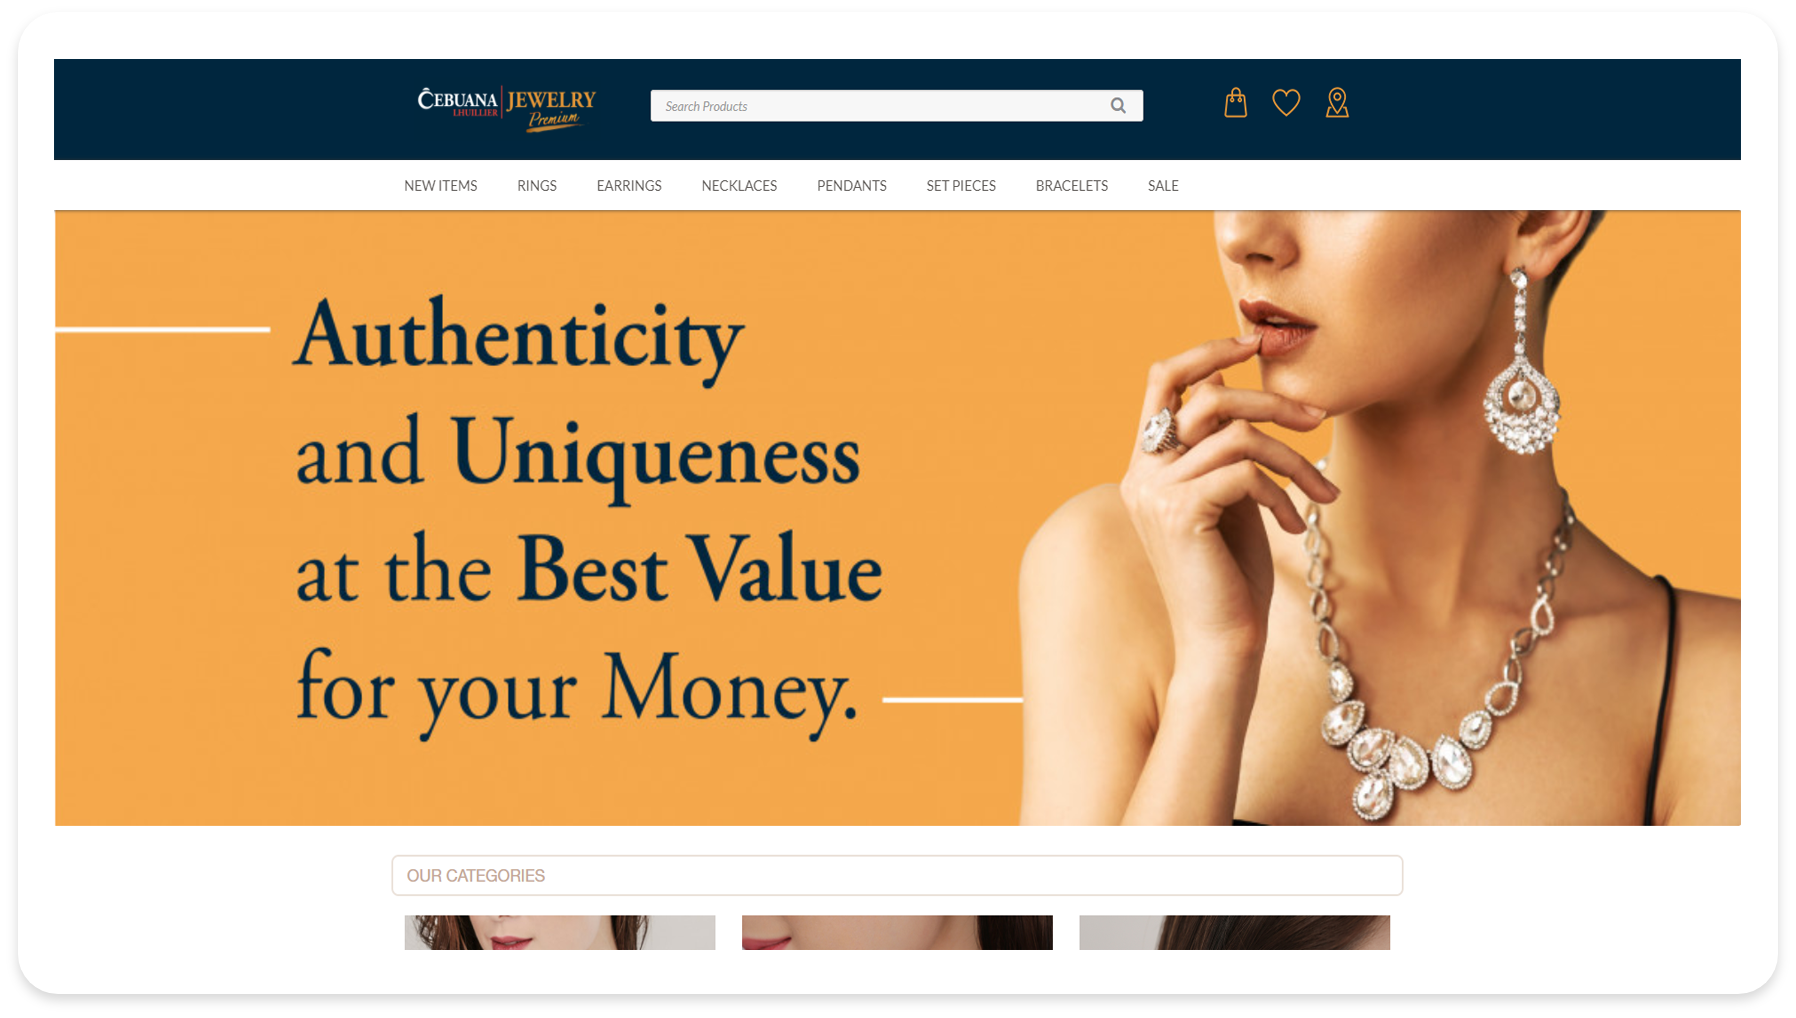 ĈEBUANA JEWELRY
LHUILLIER
Premium
Search Products
NEW ITEMS RINGS EARRINGS NECKLACES PENDANTS SET PIECES BRACELETS SALE
Authenticity
and Uniqueness
at the Best Value
for your Money.
OUR CATEGORIES